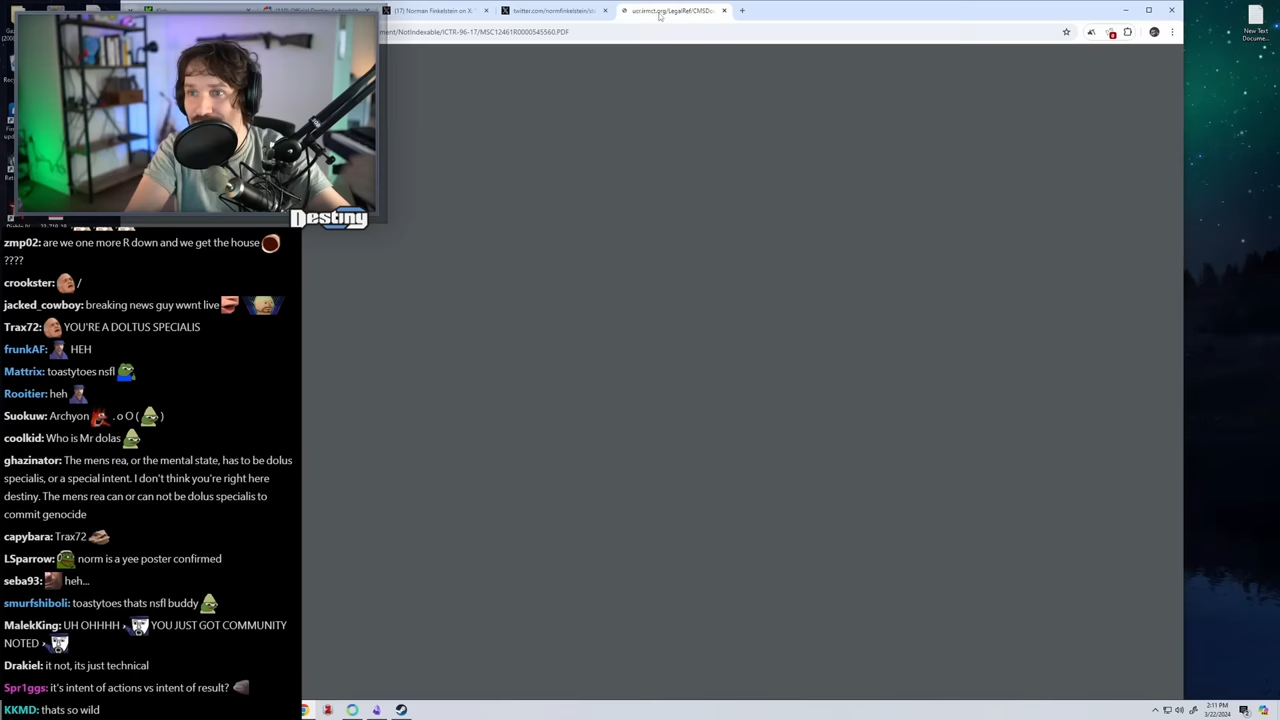 (17) Norman Finkelstein on X:
twitter.com/normfinkelstein/sta
ucr.irmct.org/LegalRef/CMSDo
ment/NotIndexable/ICTR-96-17/MSC12461R0000545560.PDF
New Text
Docume...
Destiny
zmp02: are we one more R down and we get the house
????
crookster: /
jacked_cowboy: breaking news guy wwnt live
Trax72: YOU'RE A DOLTUS SPECIALIS
frunkAF: HEH
Mattrix: toastytoes nsfl
Rooitier: heh
Suokuw: Archyon . o O ( )
coolkid: Who is Mr dolas
ghazinator: The mens rea, or the mental state, has to be dolus
specialis, or a special intent. I don't think you're right here
destiny. The mens rea can or can not be dolus specialis to
commit genocide
capybara: Trax72
LSparrow: norm is a yee poster confirmed
seba93: heh...
smurfshiboli: toastytoes thats nsfl buddy
MalekKing: UH OHHHH YOU JUST GOT COMMUNITY
NOTED
Drakiel: it not, its just technical
Spr1ggs: it's intent of actions vs intent of result?
KKMD: thats so wild
2:11 PM
3/22/2024